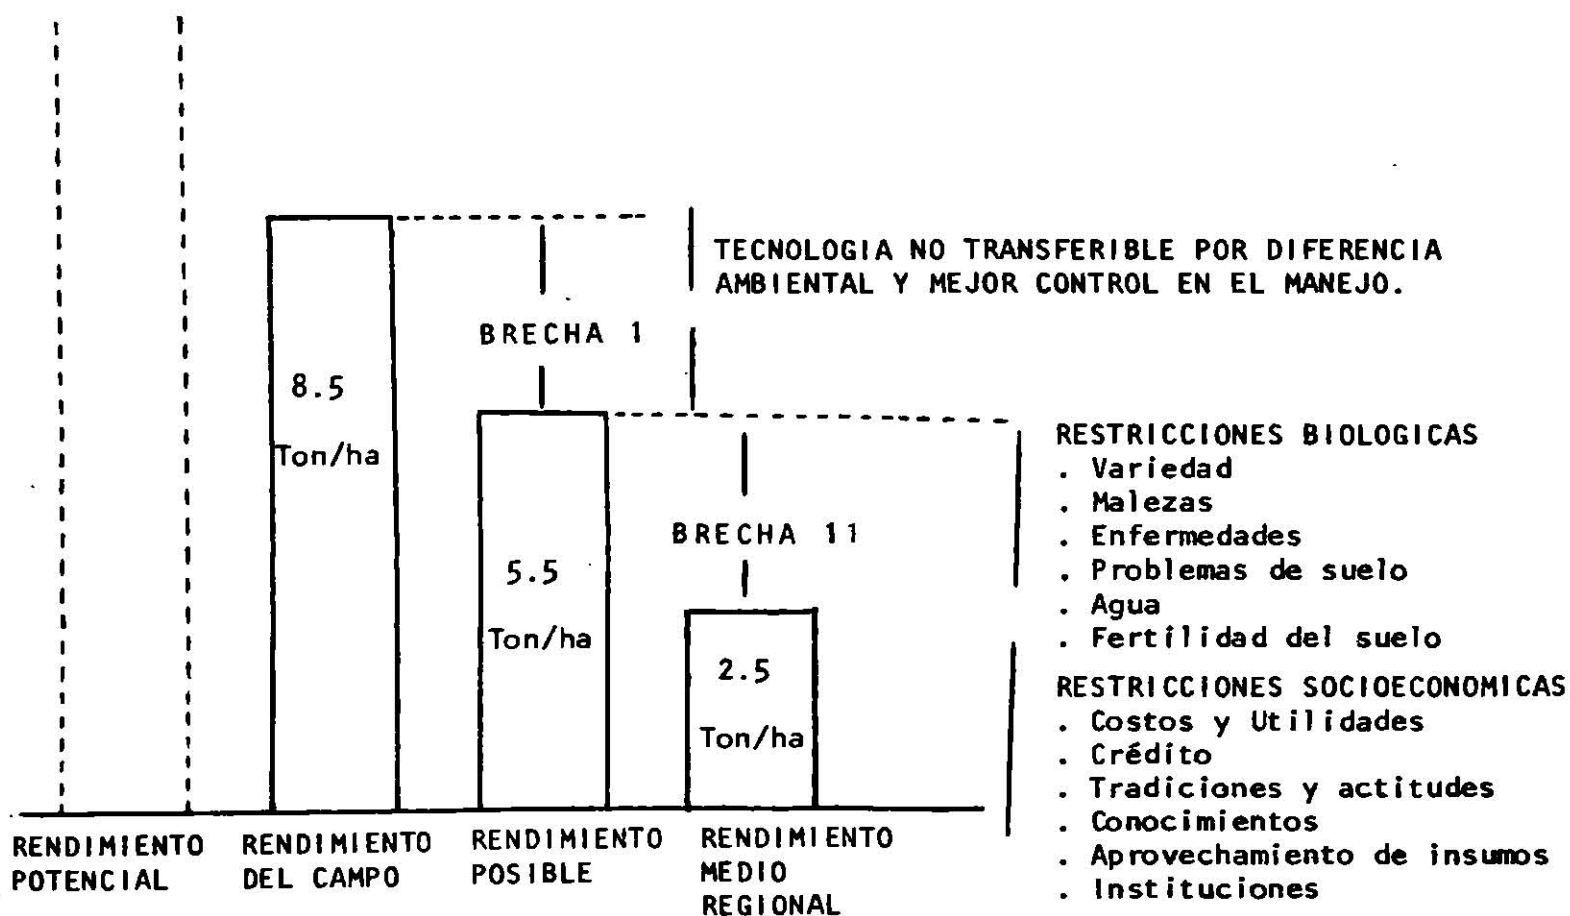 TECNOLOGIA NO TRANSFERIBLE POR DIFERENCIA
AMBIENTAL Y MEJOR CONTROL EN EL MANEJO.
BRECHA 1
8.5
Ton/ha
BRECHA 11
5.5
Ton/ha
2.5
Ton/ha
RESTRICCIONES BIOLOGICAS
. Variedad
. Malezas
. Enfermedades
. Problemas de suelo
. Agua
. Fertilidad del suelo
RESTRICCIONES SOCIOECONOMICAS
. Costos y Utilidades
. Crédito
. Tradiciones y actitudes
. Conocimientos
. Aprovechamiento de insumos
. Instituciones
RENDIMIENTO
POTENCIAL
RENDIMIENTO
DEL CAMPO
RENDIMIENTO
POSIBLE
RENDIMIENTO
MEDIO
REGIONAL